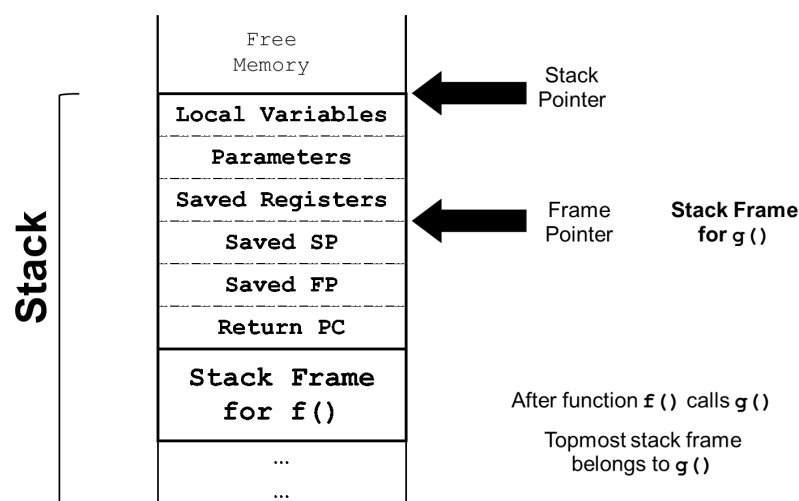 Free
Memory
Stack
Pointer
Local Variables
Parameters
Saved Registers
Frame
Pointer
Stack Frame
for g()
Saved SP
Saved FP
Return PC
Stack
Stack Frame
for f()
After function f() calls g()
Topmost stack frame
belongs to g()
...
...